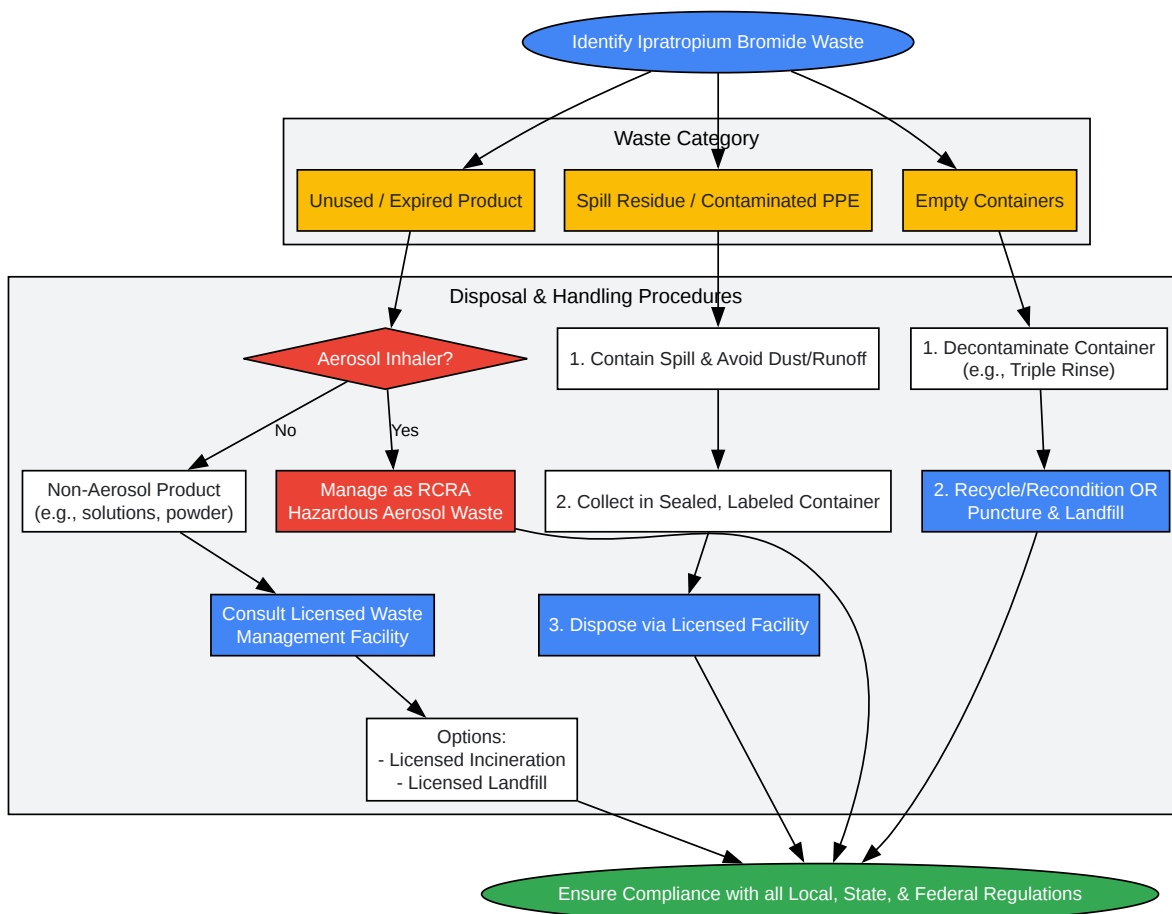 Identify Ipratropium Bromide Waste
Waste Category
Unused / Expired Product
Spill Residue / Contaminated PPE
Empty Containers
Disposal & Handling Procedures
Aerosol Inhaler?
1. Contain Spill & Avoid Dust/Runoff
1. Decontaminate Container
(e.g., Triple Rinse)
No
Yes
Non-Aerosol Product
(e.g., solutions, powder)
Manage as RCRA
Hazardous Aerosol Waste
2. Collect in Sealed, Labeled Container
2. Recycle/Recondition OR
Puncture & Landfill
Consult Licensed Waste
Management Facility
3. Dispose via Licensed Facility
Options:
- Licensed Incineration
- Licensed Landfill
Ensure Compliance with all Local, State, & Federal Regulations